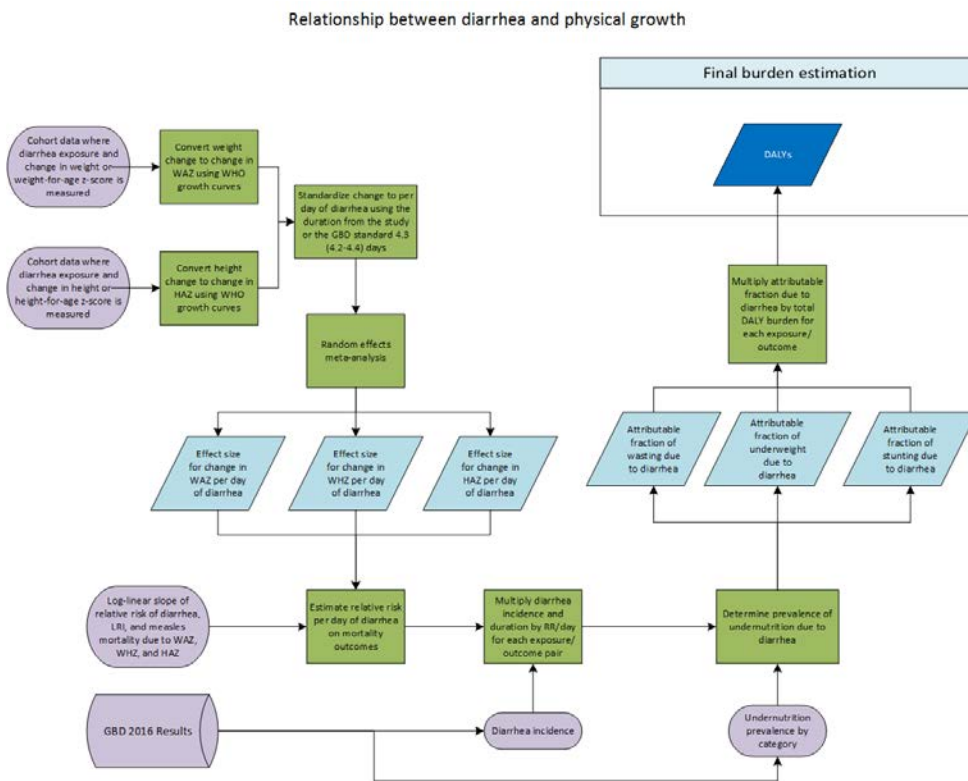 Relationship between diarrhea and physical growth
Final burden estimation
DALYs
Cohort data where
diarrhea exposure and
change in weight or
weight-for-age z-score is
measured
Convert weight
change to change in
WAZ using WHO
growth curves
Standardize change to per
day of diarrhea using the
duration from the study
or the GBD standard 4.3
(4.2-4.4) days
Cohort data where
diarrhea exposure and
change in height or
height-for-age z-score is
measured
Convert height
change to change in
HAZ using WHO
growth curves
Multiply attributable
fraction due to
diarrhea by total
DALY burden for
each exposure/
outcome
Random effects
meta-analysis
Effect size
for change in
WAZ per day
of diarrhea
Effect size
for change in
WHZ per day
of diarrhea
Effect size
for change in
HAZ per day
of diarrhea
Attributable
fraction of
wasting due
to diarrhea
Attributable
fraction of
underweight
due to
diarrhea
Attributable
fraction of
stunting due
to diarrhea
Log-linear slope of
relative risk of diarrhea,
LRI, and measles
mortality due to WAZ,
WHZ, and HAZ
Estimate relative risk
per day of diarrhea
on mortality
outcomes
Multiply diarrhea
incidence and
duration by RR/day
for each exposure/
outcome pair
Determine prevalence
of undernutrition due to
diarrhea
GBD 2016 Results
Diarrhea incidence
Undernutrition
prevalence by
category